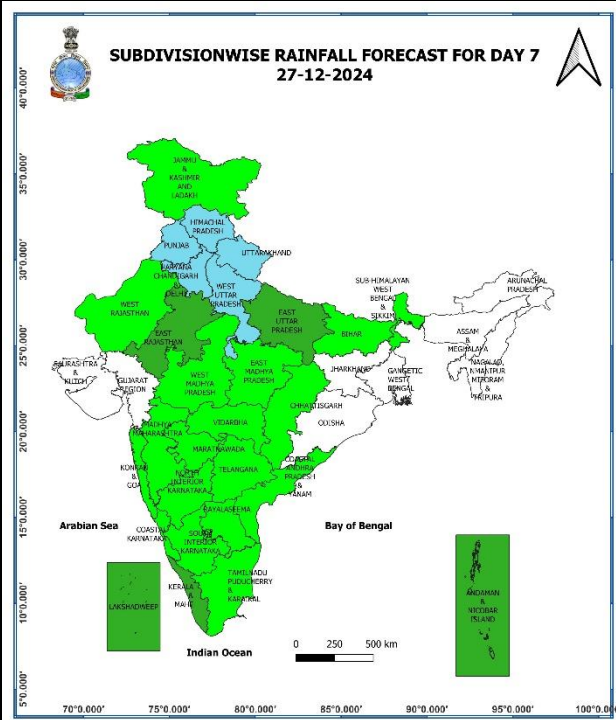 SUBDIVISIONWISE RAINFALL FORECAST FOR DAY 7
27-12-2024
40°0.000'
35°0.000'
30°0.000'
25°0.000'
20°0.000'
15°0.000'
10°0.000'
5°0.000'
JAMMU
&
KASHMIR
AND
LADAKH
HIMACHAL
PRADESH
PUNJAB
UTTARAKHAND
HARYANA
CHANDIGARH
&
DELHI
WEST
UTTAR
PRADESH
WEST
RAJASTHAN
EAST
RAJASTHAN
EAST
UTTAR
PRADESH
BIHAR
SUB-HIMALAYAN
WEST
BENGAL
&
SIKKIM
ARUNACHAL
PRADESH
ASSAM
&
MEGHALAYA
&
TRIPURA
SAURASHTRA
&
KUTCH
GUJARAT
REGION
WEST
MADHYA
PRADESH
EAST
MADHYA
PRADESH
JHARKHAND
GANGETIC
WEST
BENGAL
CHHATTISGARH
ODISHA
MADHYA
MAHARASHTRA
VIDARBHA
MARATHWADA
KONKAN
&
GOA
NORTH
INTERIOR
KARNATAKA
TELANGANA
COASTAL
ANDHRA
PRADESH
&
YANAM
RAYALASEEMA
COASTAL
KARNATAKA
SOUTH
INTERIOR
KARNATAKA
TAMILNADU
PUDUCHERRY
&
KARAIKAL
KERALA
&
MAHE
LAKSHADWEEP
ANDAMAN
&
NICOBAR
ISLAND
Arabian Sea
Bay of Bengal
Indian Ocean
0 250 500 km
70°0.000' 75°0.000' 80°0.000' 85°0.000' 90°0.000' 95°0.000' 100°0.000'